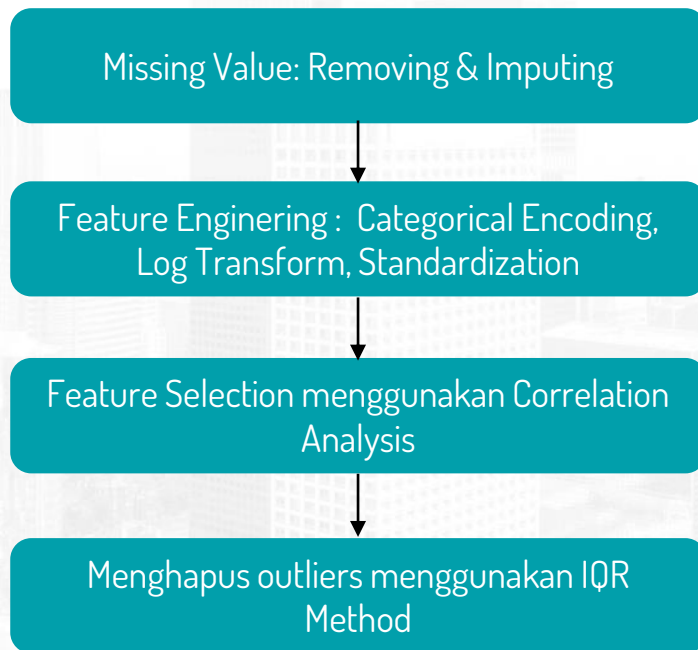 Missing Value: Removing & Imputing
Feature Enginering : Categorical Encoding,
Log Transform, Standardization
Feature Selection menggunakan Correlation
Analysis
Menghapus outliers menggunakan IQR
Method